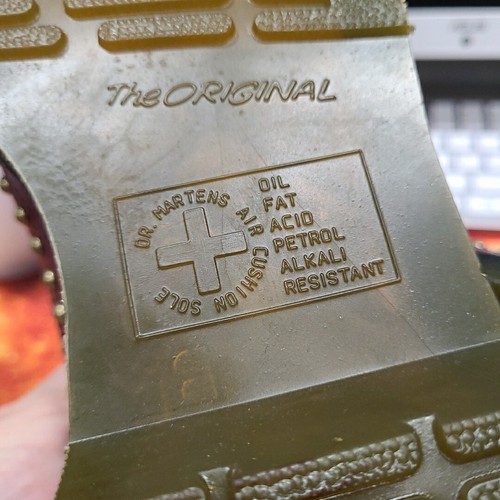 The ORIGINAL
DR. MARTENS AIR CUSHION SOLE
OIL
FAT
ACID
PETROL
ALKALI
RESISTANT